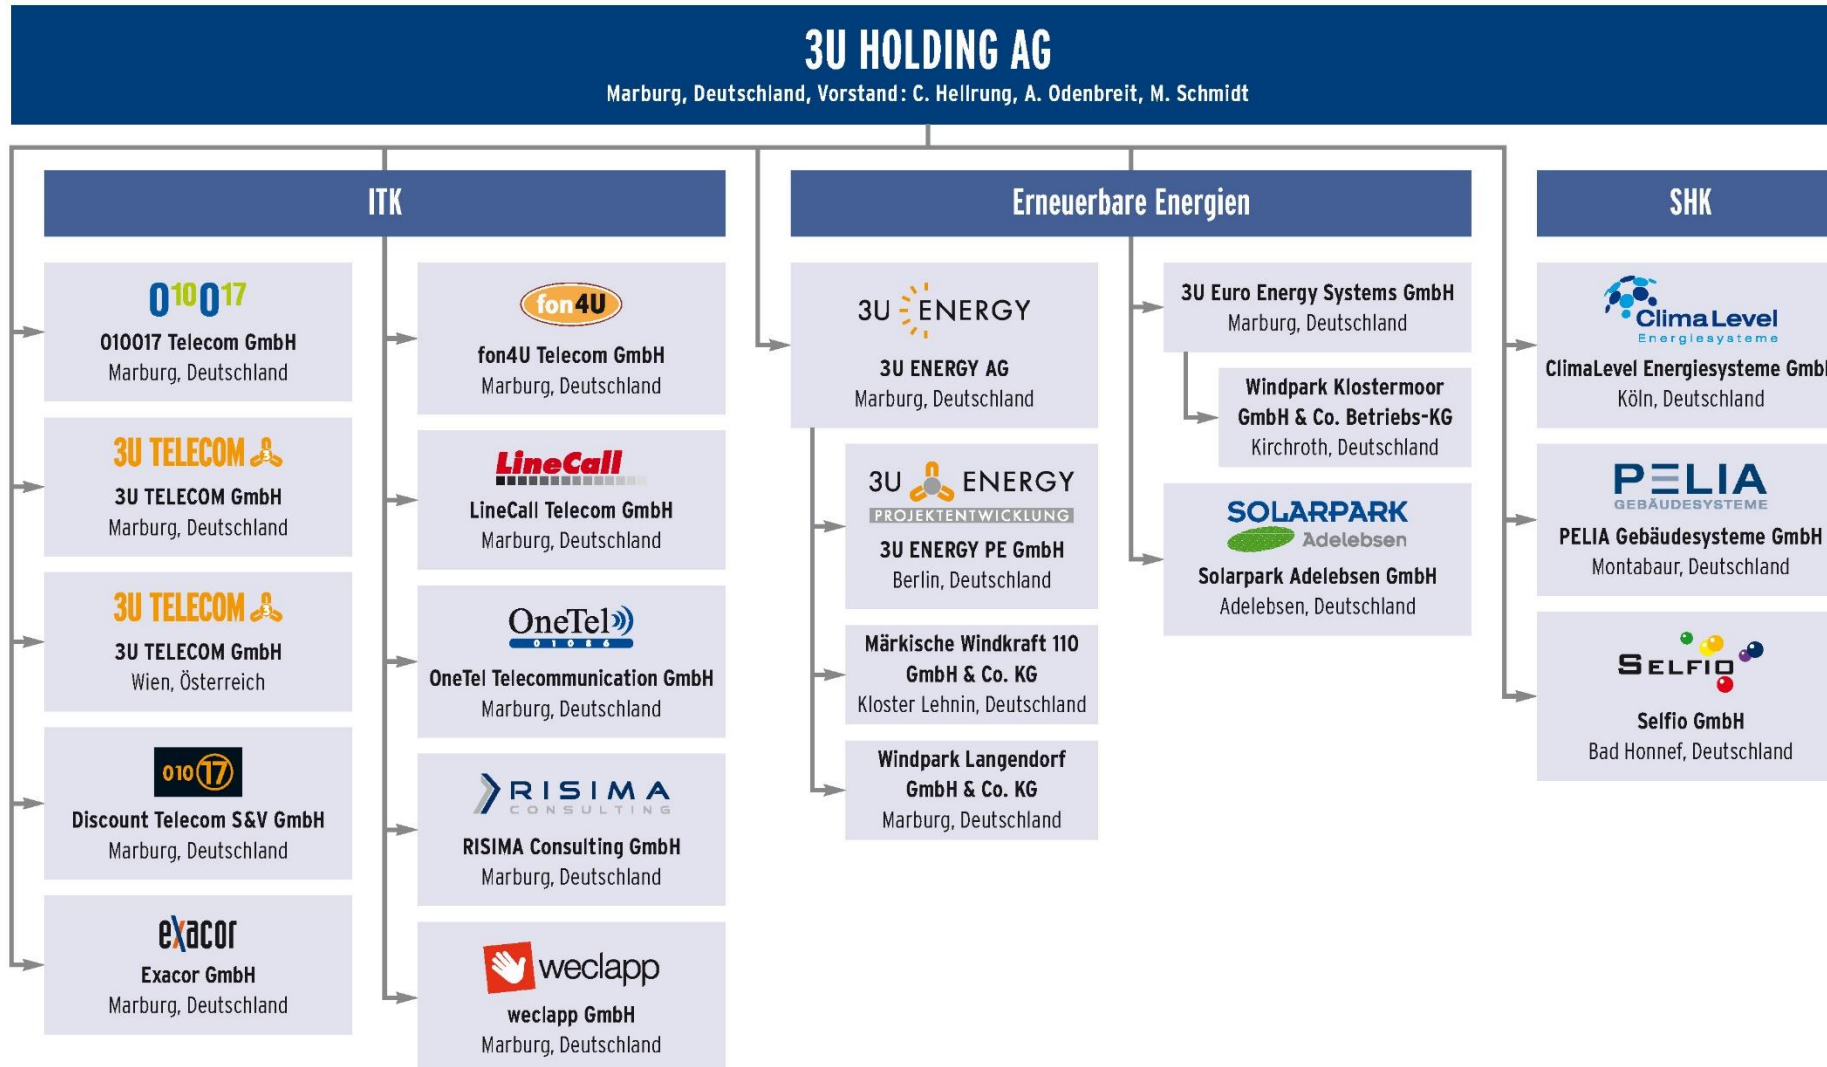 3U HOLDING AG
Marburg, Deutschland, Vorstand: C. Hellrung, A. Odenbreit, M. Schmidt
ITK
010017
010017 Telecom GmbH
Marburg, Deutschland
3U TELECOM 3
3U TELECOM GmbH
Marburg, Deutschland
3U TELECOM 3
3U TELECOM GmbH
Wien, Österreich
010 17
Discount Telecom S&V GmbH
Marburg, Deutschland
exacor
Exacor GmbH
Marburg, Deutschland
fon4U
fon4U Telecom GmbH
Marburg, Deutschland
LineCall
LineCall Telecom GmbH
Marburg, Deutschland
OneTel
01086
OneTel Telecommunication GmbH
Marburg, Deutschland
RISIMA
CONSULTING
RISIMA Consulting GmbH
Marburg, Deutschland
weclapp
weclapp GmbH
Marburg, Deutschland
Erneuerbare Energien
3U ENERGY
3U ENERGY AG
Marburg, Deutschland
3U ENERGY
PROJEKTENTWICKLUNG
3U ENERGY PE GmbH
Berlin, Deutschland
Märkische Windkraft 110
GmbH & Co. KG
Kloster Lehnin, Deutschland
Windpark Langendorf
GmbH & Co. KG
Marburg, Deutschland
3U Euro Energy Systems GmbH
Marburg, Deutschland
Windpark Klostermoor
GmbH & Co. Betriebs-KG
Kirchroth, Deutschland
SOLARPARK
Adelebsen
Solarpark Adelebsen GmbH
Adelebsen, Deutschland
SHK
ClimaLevel
Energiesysteme
ClimaLevel Energiesysteme GmbH
Köln, Deutschland
PELIA
GEBÄUDESYSTEME
PELIA Gebäudesysteme GmbH
Montabaur, Deutschland
SELFIO
Selfio GmbH
Bad Honnef, Deutschland